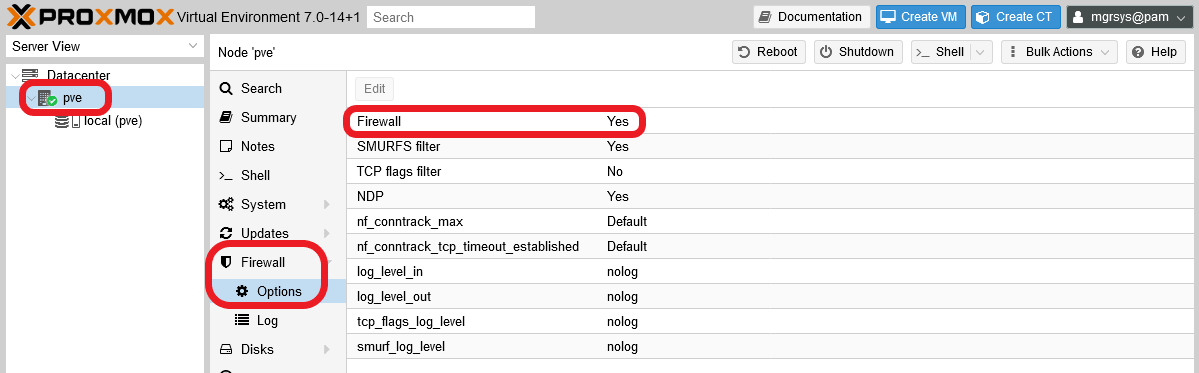 PROXMOX Virtual Environment 7.0-14+1 Search Documentation Create VM Create CT mgrsys@pam
Server View
Datacenter
pve
local (pve)
Node 'pve' Reboot Shutdown >_ Shell Bulk Actions Help
Search
Summary
Notes
>_ Shell
System
Updates
Firewall
Options
Log
Disks
Edit
Firewall Yes
SMURFS filter Yes
TCP flags filter No
NDP Yes
nf_conntrack_max Default
nf_conntrack_tcp_timeout_established Default
log_level_in nolog
log_level_out nolog
tcp_flags_log_level nolog
smurf_log_level nolog